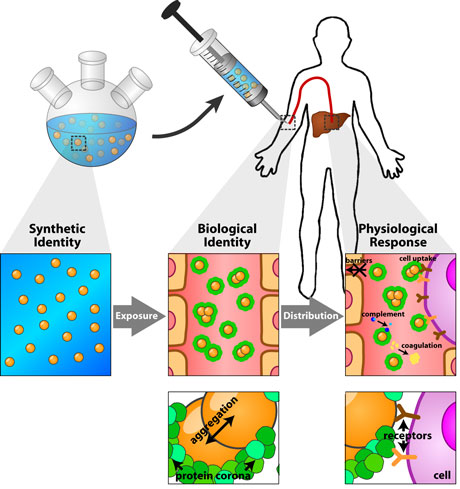 Synthetic
Identity
Biological
Identity
Physiological
Response
Exposure
Distribution
barriers
cell uptake
complement
coagulation
aggregation
protein corona
receptors
cell